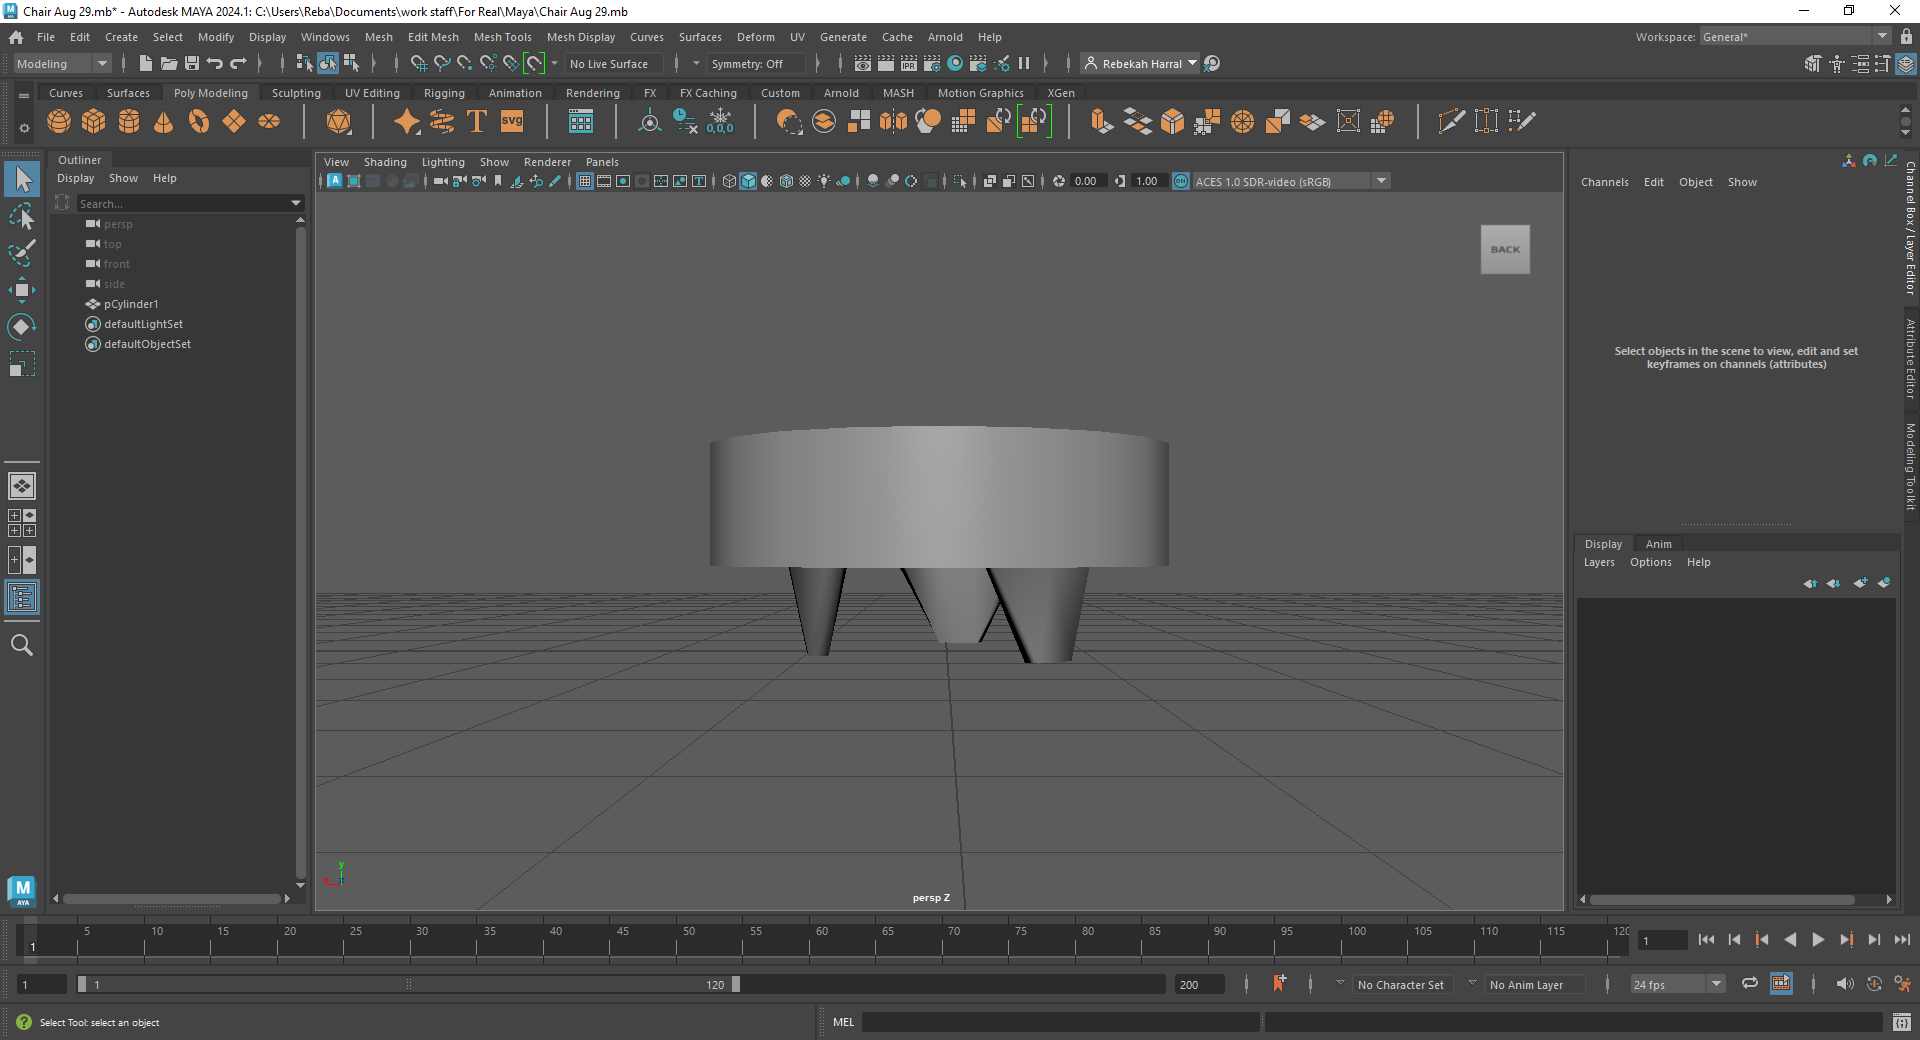 Chair Aug 29.mb* - Autodesk MAYA 2024.1: C:\Users\Reba\Documents\work staff\For Real\Maya\Chair Aug 29.mb
File Edit Create Select Modify Display Windows Mesh Edit Mesh Mesh Tools Mesh Display Curves Surfaces Deform UV Generate Cache Arnold Help
Workspace: General*
Modeling
No Live Surface
Symmetry: Off
IPR
Rebekah Harral
Curves Surfaces Poly Modeling Sculpting UV Editing Rigging Animation Rendering FX FX Caching Custom Arnold MASH Motion Graphics XGen
T
SVG
0,0,0
Outliner
Display Show Help
Search...
persp
top
front
side
pCylinder1
defaultLightSet
defaultObjectSet
View Shading Lighting Show Renderer Panels
0.00
1.00
ON
ACES 1.0 SDR-video (sRGB)
BACK
y
x
z
persp Z
Channels Edit Object Show
Select objects in the scene to view, edit and set
keyframes on channels (attributes)
Channel Box / Layer Editor
Attribute Editor
Modeling Toolkit
Display Anim
Layers Options Help
M
AYA
5 10 15 20 25 30 35 40 45 50 55 60 65 70 75 80 85 90 95 100 105 110 115 120
1
1
1
1
120
200
No Character Set
No Anim Layer
24 fps
Select Tool: select an object
MEL